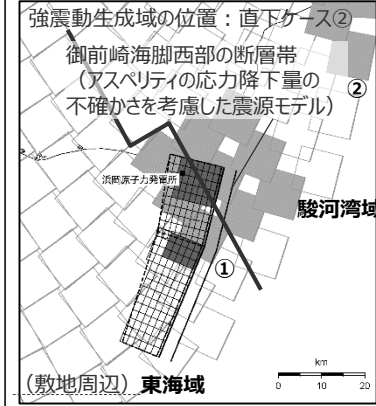 強震動生成域の位置:直下ケース②
御前崎海脚西部の断層帯
(アスペリティの応力降下量の
不確かさを考慮した震源モデル)
②
浜岡原子力発電所
駿河湾域
①
km
0 10 20
(敷地周辺) 東海域